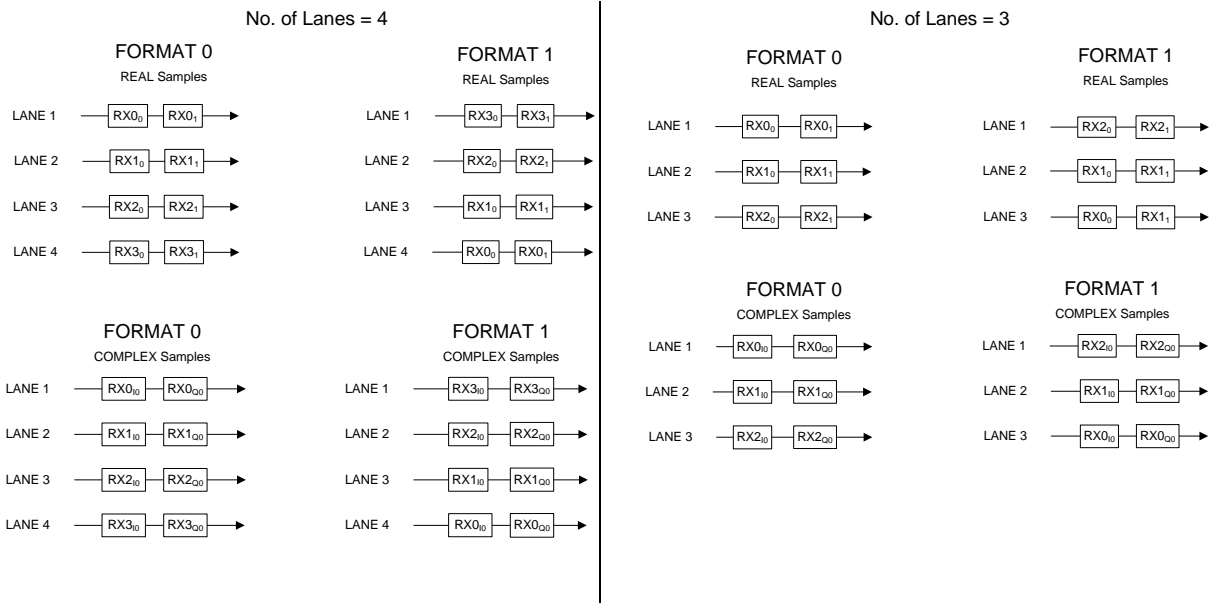 No. of Lanes = 4
FORMAT 0
REAL Samples
LANE 1 RX0₀ RX0₁
LANE 2 RX1₀ RX1₁
LANE 3 RX2₀ RX2₁
LANE 4 RX3₀ RX3₁
FORMAT 1
REAL Samples
LANE 1 RX3₀ RX3₁
LANE 2 RX2₀ RX2₁
LANE 3 RX1₀ RX1₁
LANE 4 RX0₀ RX0₁
FORMAT 0
COMPLEX Samples
LANE 1 RX0I0 RX0Q0
LANE 2 RX1I0 RX1Q0
LANE 3 RX2I0 RX2Q0
LANE 4 RX3I0 RX3Q0
FORMAT 1
COMPLEX Samples
LANE 1 RX3I0 RX3Q0
LANE 2 RX2I0 RX2Q0
LANE 3 RX1I0 RX1Q0
LANE 4 RX0I0 RX0Q0
No. of Lanes = 3
FORMAT 0
REAL Samples
LANE 1 RX0₀ RX0₁
LANE 2 RX1₀ RX1₁
LANE 3 RX2₀ RX2₁
FORMAT 1
REAL Samples
LANE 1 RX2₀ RX2₁
LANE 2 RX1₀ RX1₁
LANE 3 RX0₀ RX1₁
FORMAT 0
COMPLEX Samples
LANE 1 RX0I0 RX0Q0
LANE 2 RX1I0 RX1Q0
LANE 3 RX2I0 RX2Q0
FORMAT 1
COMPLEX Samples
LANE 1 RX2I0 RX2Q0
LANE 2 RX1I0 RX1Q0
LANE 3 RX0I0 RX0Q0